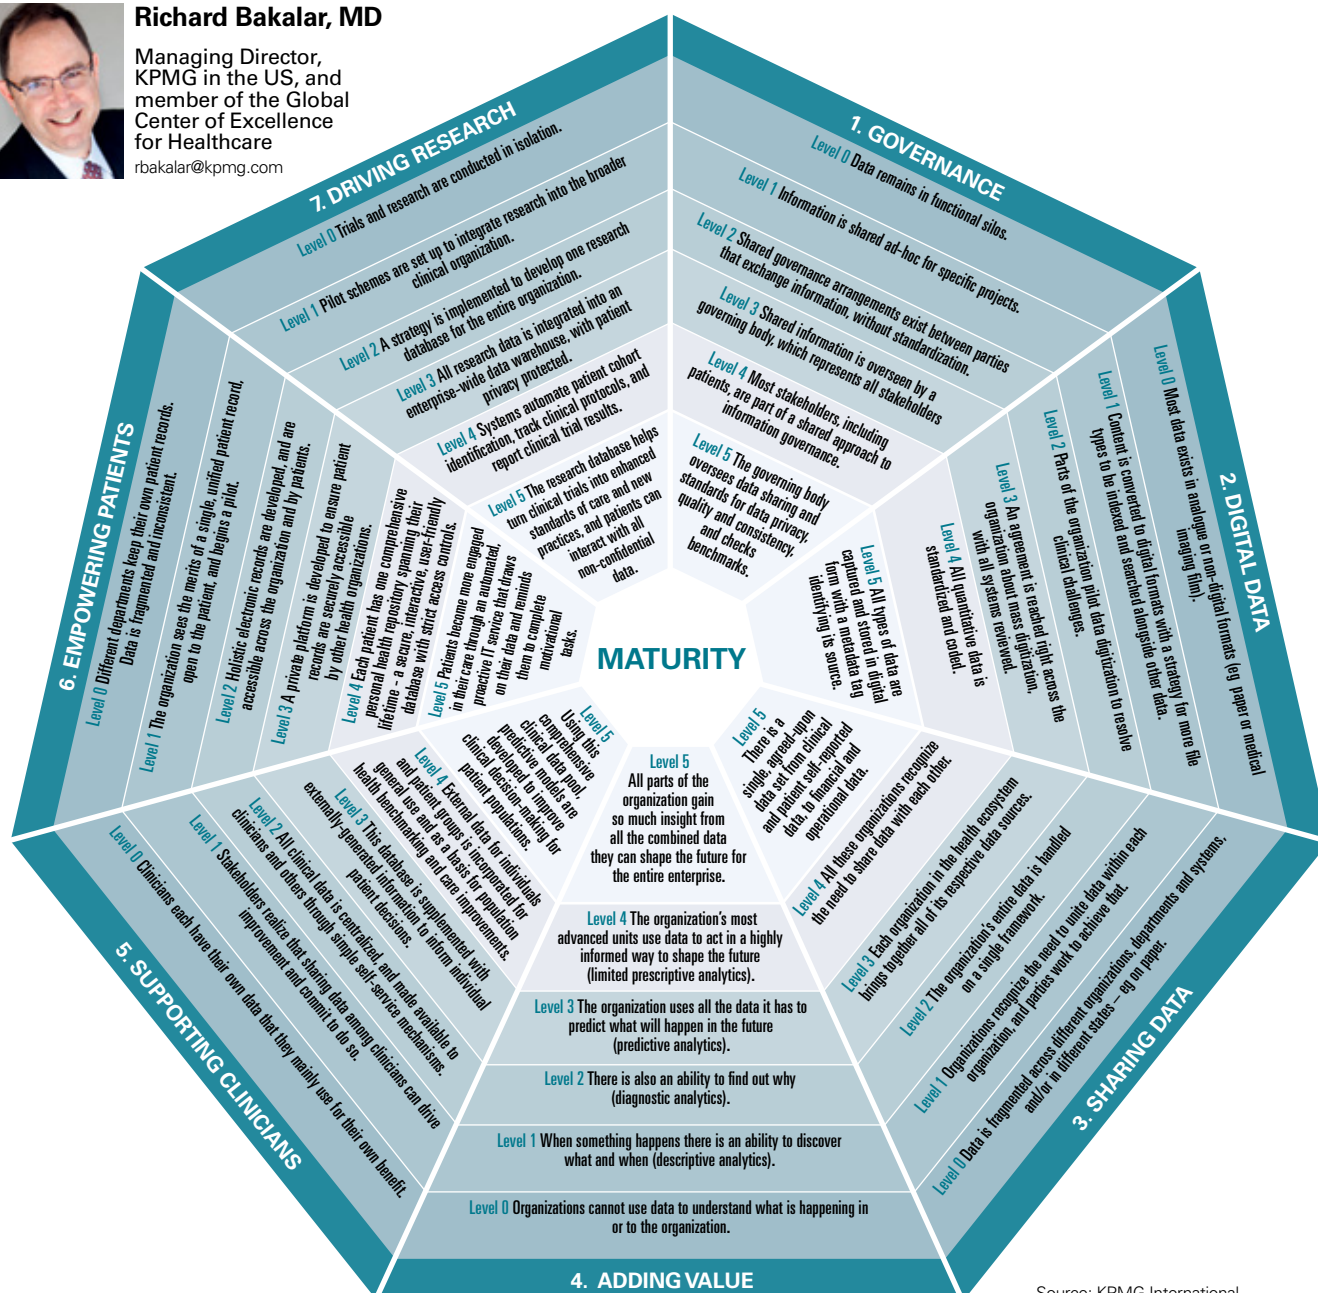 Richard Bakalar, MD
Managing Director,
KPMG in the US, and
member of the Global
Center of Excellence
for Healthcare
rbakalar@kpmg.com
1. GOVERNANCE
Level 0 Data remains in functional silos.
Level 1 Information is shared ad-hoc for specific projects.
Level 2 Shared governance arrangements exist between parties
that exchange information, without standardization.
Level 3 Shared information is overseen by a
governing body, which represents all stakeholders
Level 4 Most stakeholders, including
patients, are part of a shared approach to
information governance.
Level 5 The governing body
oversees data sharing and
standards for data privacy,
quality and consistency,
and checks
benchmarks.
2. DIGITAL DATA
Level 0 Most data exists in analogue or non-digital formats (eg paper or medical
imaging film).
Level 1 Content is converted to digital formats with a strategy for more file
types to be indexed and searched alongside other data.
Level 2 Parts of the organization pilot data digitization to resolve
clinical challenges.
Level 3 An agreement is reached right across the
organization about mass digitization,
with all systems reviewed.
Level 4 All quantitative data is
standardized and coded.
Level 5 All types of data are
captured and stored in digital
form with a metadata tag
identifying its source.
3. SHARING DATA
Level 0 Data is fragmented across different organizations, departments and systems,
and/or in different states – eg on paper.
Level 1 Organizations recognize the need to unite data within each
organization, and parties work to achieve that.
Level 2 The organization's entire data is handled
on a single framework.
Level 3 Each organization in the health ecosystem
brings together all of its respective data sources.
Level 4 All these organizations recognize
the need to share data with each other.
Level 5
There is a
single, agreed-upon
data set from clinical
and patient self-reported
data, to financial and
operational data.
4. ADDING VALUE
Level 0 Organizations cannot use data to understand what is happening in
or to the organization.
Level 1 When something happens there is an ability to discover
what and when (descriptive analytics).
Level 2 There is also an ability to find out why
(diagnostic analytics).
Level 3 The organization uses all the data it has to
predict what will happen in the future
(predictive analytics).
Level 4 The organization's most
advanced units use data to act in a highly
informed way to shape the future
(limited prescriptive analytics).
Level 5
All parts of the
organization gain
so much insight from
all the combined data
they can shape the future for
the entire enterprise.
5. SUPPORTING CLINICIANS
Level 0 Clinicians each have their own data that they mainly use for their own benefit.
Level 1 Stakeholders realize that sharing data among clinicians can drive
improvement and commit to do so.
Level 2 All clinical data is centralized, and made available to
clinicians and others through simple self-service mechanisms.
Level 3 This database is supplemented with
externally-generated information to inform individual
patient decisions.
Level 4 External data for individuals
and patient groups is incorporated for
general use and as a basis for population
health benchmarking and care improvements.
Level 5
Using this
comprehensive
clinical data pool,
predictive models are
developed to improve
clinical decision-making for
patient populations.
6. EMPOWERING PATIENTS
Level 0 Different departments keep their own patient records.
Data is fragmented and inconsistent.
Level 1 The organization sees the merits of a single, unified patient record,
open to the patient, and begins a pilot.
Level 2 Holistic electronic records are developed, and are
accessible across the organization and by patients.
Level 3 A private platform is developed to ensure patient
records are securely accessible
by other health organizations.
Level 4 Each patient has one comprehensive
personal health repository spanning their
lifetime - a secure, interactive, user-friendly
database with strict access controls.
Level 5 Patients become more engaged
in their care through an automated,
proactive IT service that draws
on their data and reminds
them to complete
motivational
tasks.
7. DRIVING RESEARCH
Level 0 Trials and research are conducted in isolation.
Level 1 Pilot schemes are set up to integrate research into the broader
clinical organization.
Level 2 A strategy is implemented to develop one research
database for the entire organization.
Level 3 All research data is integrated into an
enterprise-wide data warehouse, with patient
privacy protected.
Level 4 Systems automate patient cohort
identification, track clinical protocols, and
report clinical trial results.
Level 5 The research database helps
turn clinical trials into enhanced
standards of care and new
practices, and patients can
interact with all
non-confidential
data.
MATURITY
Source: KPMG International